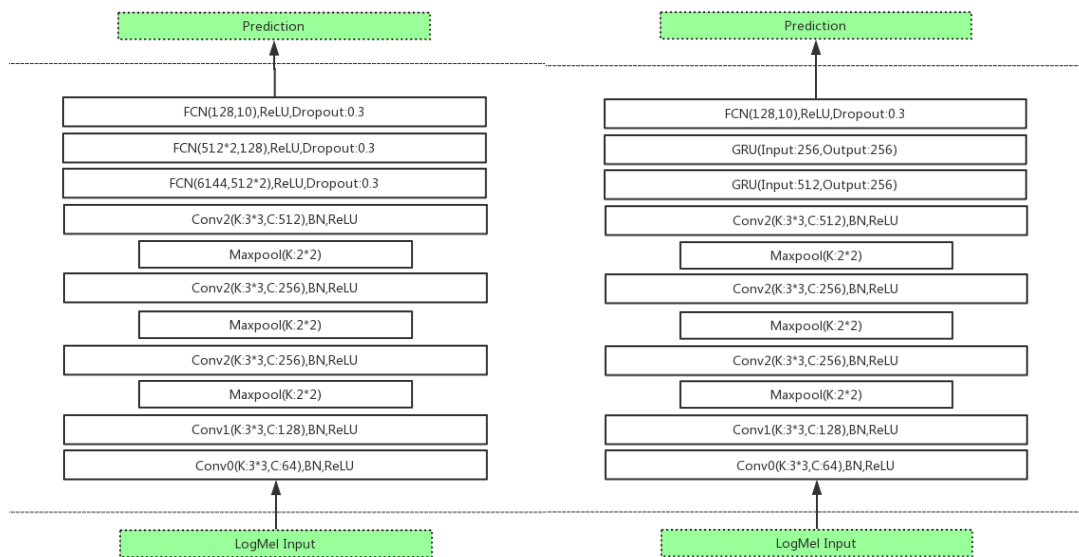 Prediction
FCN(128,10),ReLU,Dropout:0.3
FCN(512*2,128),ReLU,Dropout:0.3
FCN(6144,512*2),ReLU,Dropout:0.3
Conv2(K:3*3,C:512),BN,ReLU
Maxpool(K:2*2)
Conv2(K:3*3,C:256),BN,ReLU
Maxpool(K:2*2)
Conv2(K:3*3,C:256),BN,ReLU
Maxpool(K:2*2)
Conv1(K:3*3,C:128),BN,ReLU
Conv0(K:3*3,C:64),BN,ReLU
LogMel Input
Prediction
FCN(128,10),ReLU,Dropout:0.3
GRU(Input:256,Output:256)
GRU(Input:512,Output:256)
Conv2(K:3*3,C:512),BN,ReLU
Maxpool(K:2*2)
Conv2(K:3*3,C:256),BN,ReLU
Maxpool(K:2*2)
Conv2(K:3*3,C:256),BN,ReLU
Maxpool(K:2*2)
Conv1(K:3*3,C:128),BN,ReLU
Conv0(K:3*3,C:64),BN,ReLU
LogMel Input